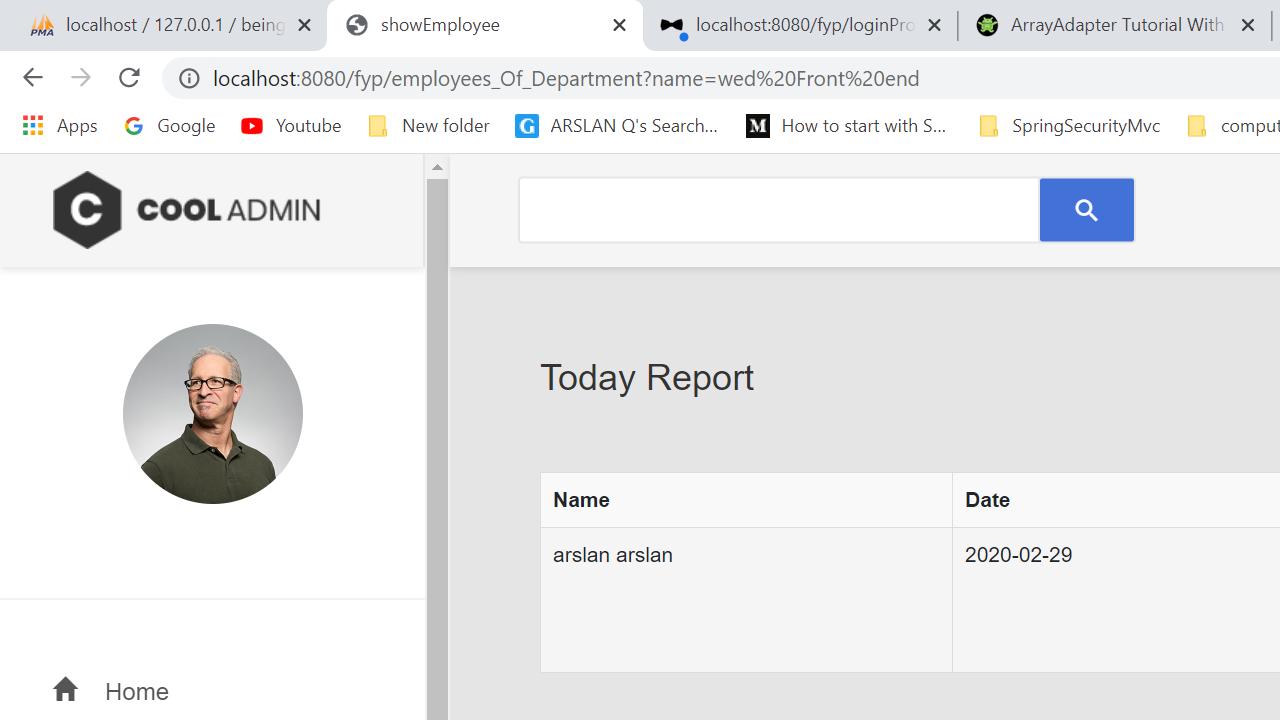 PMA localhost / 127.0.0.1 / being
showEmployee
localhost:8080/fyp/loginPro
ArrayAdapter Tutorial With
localhost:8080/fyp/employees_Of_Department?name=wed%20Front%20end
Apps
Google
Youtube
New folder
G ARSLAN Q's Search...
M How to start with S...
SpringSecurityMvc
comput
C COOL ADMIN
Today Report
Name Date
arslan arslan 2020-02-29
Home